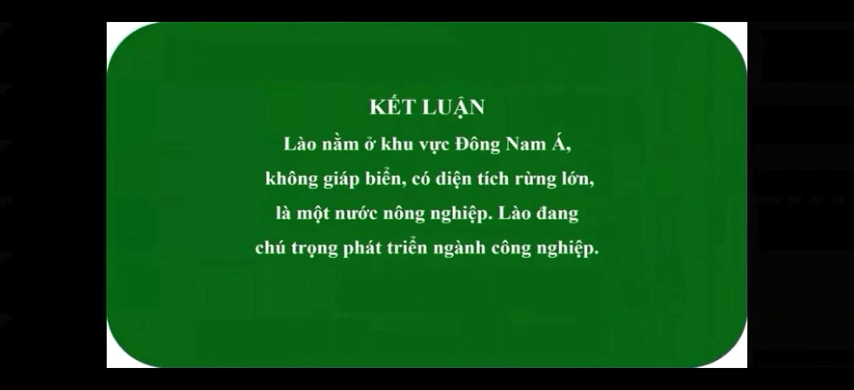 KẾT LUẬN
Lào nằm ở khu vực Đông Nam Á,
không giáp biển, có diện tích rừng lớn,
là một nước nông nghiệp. Lào đang
chú trọng phát triển ngành công nghiệp.